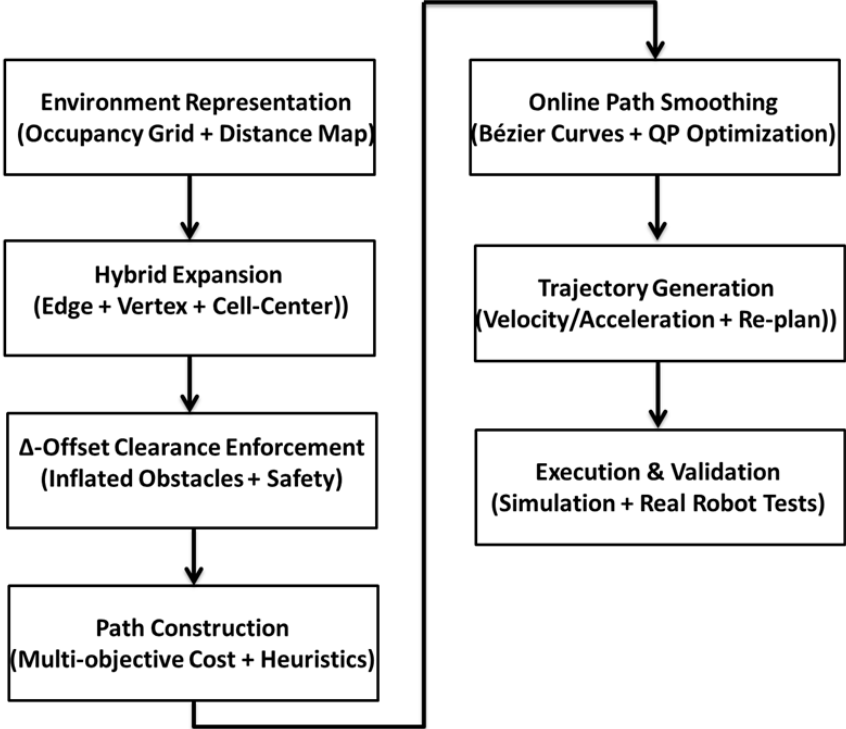 Environment Representation
(Occupancy Grid + Distance Map)
Hybrid Expansion
(Edge + Vertex + Cell-Center))
Δ-Offset Clearance Enforcement
(Inflated Obstacles + Safety)
Path Construction
(Multi-objective Cost + Heuristics)
Online Path Smoothing
(Bézier Curves + QP Optimization)
Trajectory Generation
(Velocity/Acceleration + Re-plan))
Execution & Validation
(Simulation + Real Robot Tests)